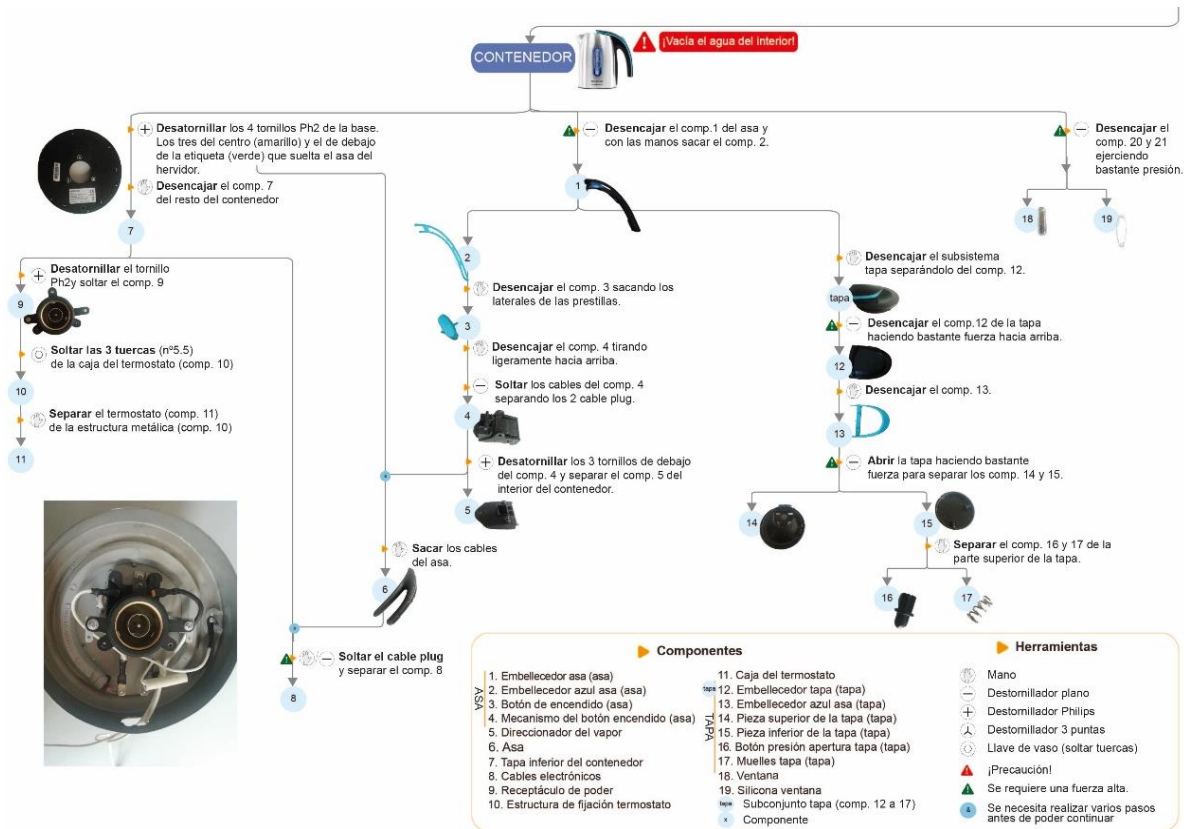 ¡Vacía el agua del interior!
CONTENEDOR
Desatornillar los 4 tornillos Ph2 de la base.
Los tres del centro (amarillo) y el de debajo
de la etiqueta (verde) que suelta el asa del
hervidor.
Desencajar el comp. 7
del resto del contenedor
7
Desencajar el comp.1 del asa y
con las manos sacar el comp. 2.
1
Desencajar el
comp. 20 y 21
ejerciendo
bastante presión.
18
19
Desatornillar el tornillo
Ph2y soltar el comp. 9
9
Soltar las 3 tuercas (nº5.5)
de la caja del termostato (comp. 10)
10
Separar el termostato (comp. 11)
de la estructura metálica (comp. 10)
11
2
Desencajar el comp. 3 sacando los
laterales de las prestillas.
3
Desencajar el comp. 4 tirando
ligeramente hacia arriba.
Soltar los cables del comp. 4
separando los 2 cable plug.
4
Desatornillar los 3 tornillos de debajo
del comp. 4 y separar el comp. 5 del
interior del contenedor.
5
Sacar los cables
del asa.
6
Soltar el cable plug
y separar el comp. 8
8
Desencajar el subsistema
tapa separándolo del comp. 12.
tapa
Desencajar el comp.12 de la tapa
haciendo bastante fuerza hacia arriba.
12
Desencajar el comp. 13.
13
Abrir la tapa haciendo bastante
fuerza para separar los comp. 14 y 15.
14
15
Separar el comp. 16 y 17 de la
parte superior de la tapa.
16
17
Componentes
ASA
1. Embellecedor asa (asa)
2. Embellecedor azul asa (asa)
3. Botón de encendido (asa)
4. Mecanismo del botón encendido (asa)
5. Direccionador del vapor
6. Asa
7. Tapa inferior del contenedor
8. Cables electrónicos
9. Receptáculo de poder
10. Estructura de fijación termostato
11. Caja del termostato
tapa
TAPA
12. Embellecedor tapa (tapa)
13. Embellecedor azul asa (tapa)
14. Pieza superior de la tapa (tapa)
15. Pieza inferior de la tapa (tapa)
16. Botón presión apertura tapa (tapa)
17. Muelles tapa (tapa)
18. Ventana
19. Silicona ventana
tapa Subconjunto tapa (comp. 12 a 17)
x Componente
Herramientas
Mano
Destornillador plano
Destornillador Philips
Destornillador 3 puntas
Llave de vaso (soltar tuercas)
¡Precaución!
Se requiere una fuerza alta.
& Se necesita realizar varios pasos
antes de poder continuar